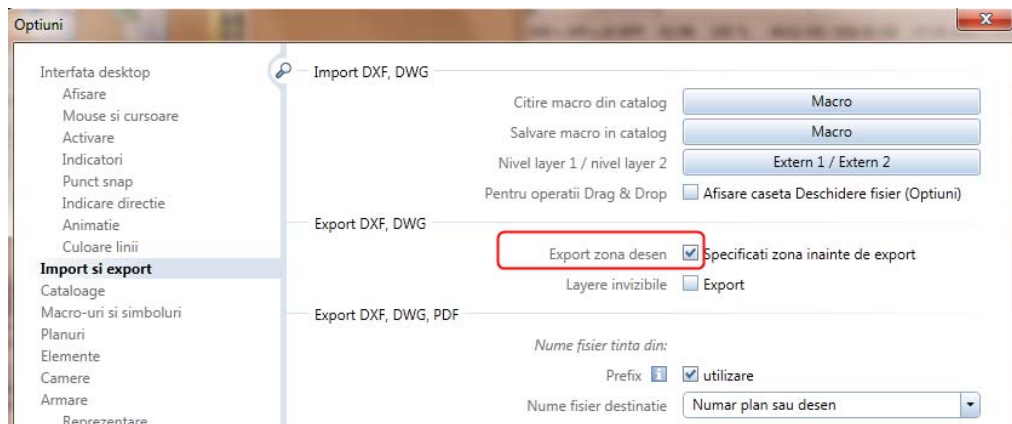 Optiuni
Interfata desktop
Afisare
Mouse si cursoare
Activare
Indicatori
Punct snap
Indicare directie
Animatie
Culoare linii
Import si export
Cataloage
Macro-uri si simboluri
Planuri
Elemente
Camere
Armare
Reprezentare
Import DXF, DWG
Citire macro din catalog Macro
Salvare macro in catalog Macro
Nivel layer 1 / nivel layer 2 Extern 1 / Extern 2
Pentru operatii Drag & Drop Afisare caseta Deschidere fisier (Optiuni)
Export DXF, DWG
Export zona desen Specificati zona inainte de export
Layere invizibile Export
Export DXF, DWG, PDF
Nume fisier tinta din:
Prefix utilizare
Nume fisier destinatie Numar plan sau desen